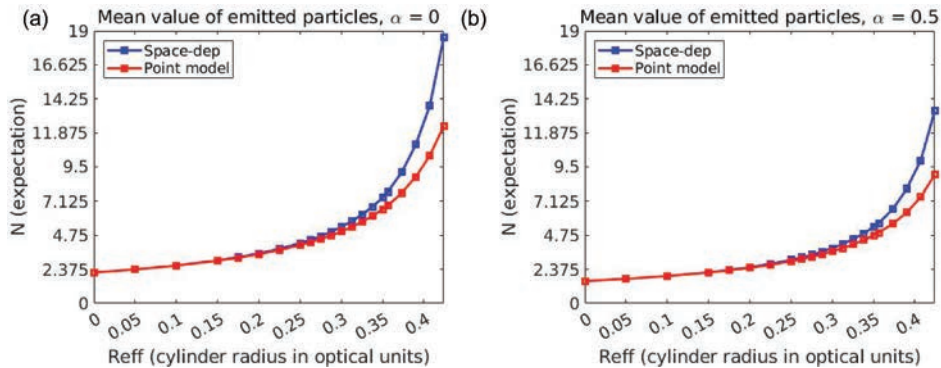 (a) Mean value of emitted particles, α = 0
19
16.625
14.25
11.875
9.5
7.125
4.75
2.375
0
N (expectation)
Space-dep
Point model
0 0.05 0.1 0.15 0.2 0.25 0.3 0.35 0.4
Reff (cylinder radius in optical units)
(b) Mean value of emitted particles, α = 0.5
19
16.625
14.25
11.875
9.5
7.125
4.75
2.375
0
N (expectation)
Space-dep
Point model
0 0.05 0.1 0.15 0.2 0.25 0.3 0.35 0.4
Reff (cylinder radius in optical units)